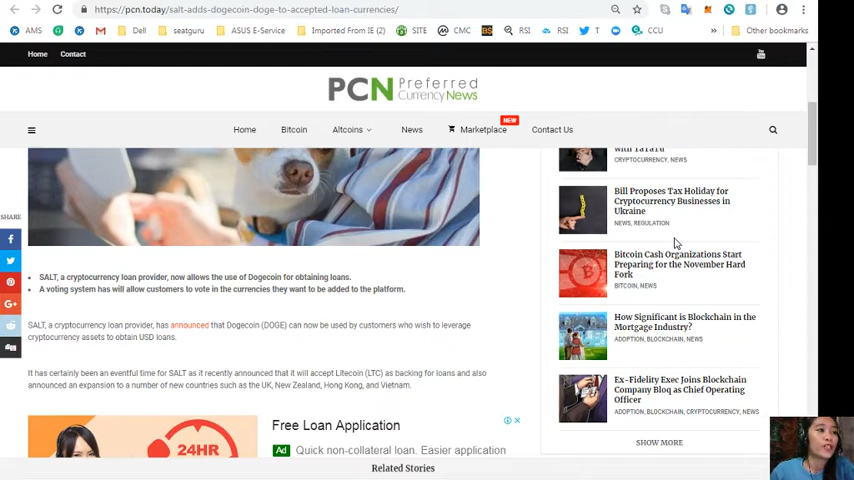 https://pcn.today/salt-adds-dogecoin-doge-to-accepted-loan-currencies/
AMS
Dell
seatguru
ASUS E-Service
Imported From IE (2)
SITE
CMC
RSI
RSI
T
CCU
»
Other bookmarks
Home
Contact
You Tube
PCN Preferred Currency News
Home
Bitcoin
Altcoins
News
NEW
Marketplace
Contact Us
SHARE
SALT, a cryptocurrency loan provider, now allows the use of Dogecoin for obtaining loans.
A voting system has will allow customers to vote in the currencies they want to be added to the platform.
SALT, a cryptocurrency loan provider, has announced that Dogecoin (DOGE) can now be used by customers who wish to leverage
cryptocurrency assets to obtain USD loans.
It has certainly been an eventful time for SALT as it recently announced that it will accept Litecoin (LTC) as backing for loans and also
announced an expansion to a number of new countries such as the UK, New Zealand, Hong Kong, and Vietnam.
24HR
Free Loan Application
Ad Quick non-collateral loan. Easier application
CRYPTOCURRENCY, NEWS
Bill Proposes Tax Holiday for
Cryptocurrency Businesses in
Ukraine
NEWS, REGULATION
Bitcoin Cash Organizations Start
Preparing for the November Hard
Fork
BITCOIN, NEWS
How Significant is Blockchain in the
Mortgage Industry?
ADOPTION, BLOCKCHAIN, NEWS
Ex-Fidelity Exec Joins Blockchain
Company Bloq as Chief Operating
Officer
ADOPTION, BLOCKCHAIN, CRYPTOCURRENCY, NEWS
SHOW MORE
Related Stories